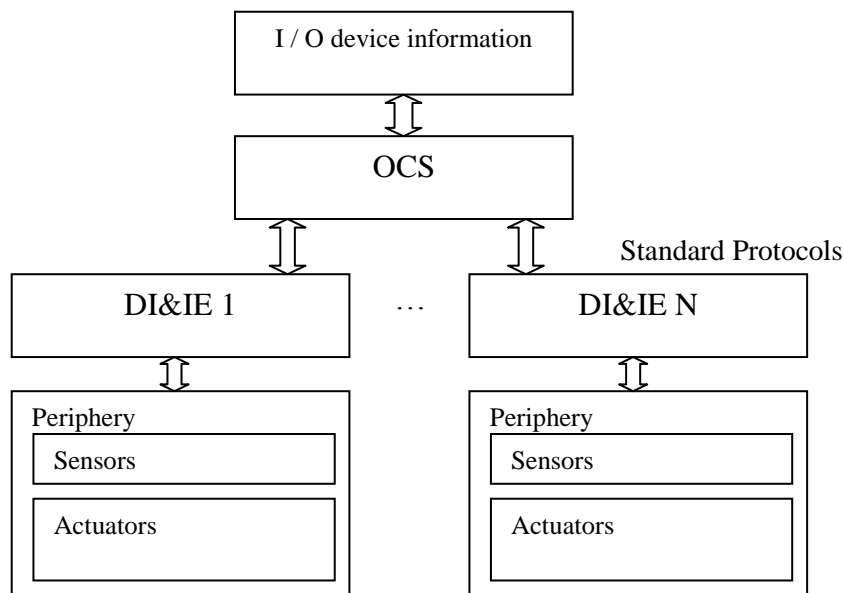 I / O device information
OCS
Standard Protocols
DI&IE 1
...
DI&IE N
Periphery
Sensors
Actuators
Periphery
Sensors
Actuators